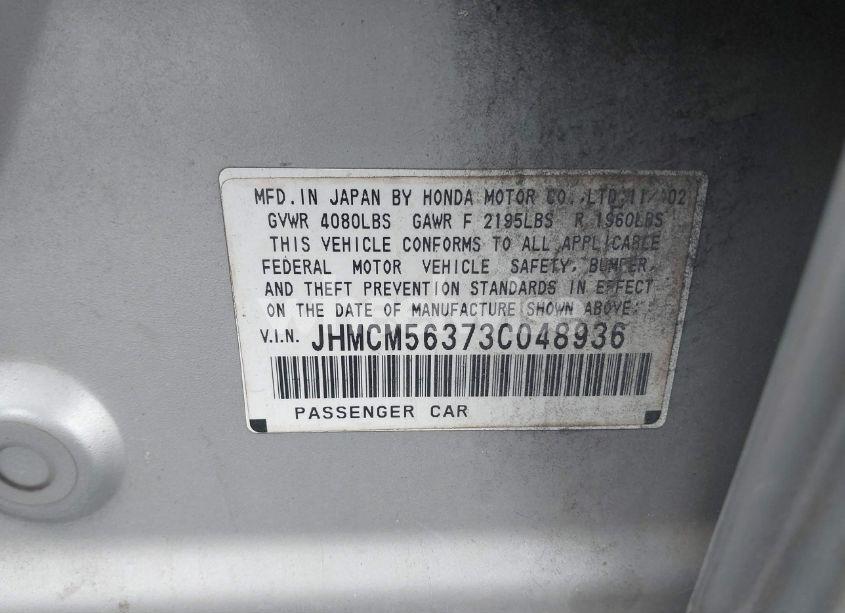 MFD. IN JAPAN BY HONDA MOTOR CO., LTD. 11/ 02
GVWR 4080LBS GAWR F 2195LBS R 1960LBS
THIS VEHICLE CONFORMS TO ALL APPLICABLE
FEDERAL MOTOR VEHICLE SAFETY, BUMPER,
AND THEFT PREVENTION STANDARDS IN EFFECT
ON THE DATE OF MANUFACTURE SHOWN ABOVE.
V.I.N. JHMCM56373C048936
PASSENGER CAR